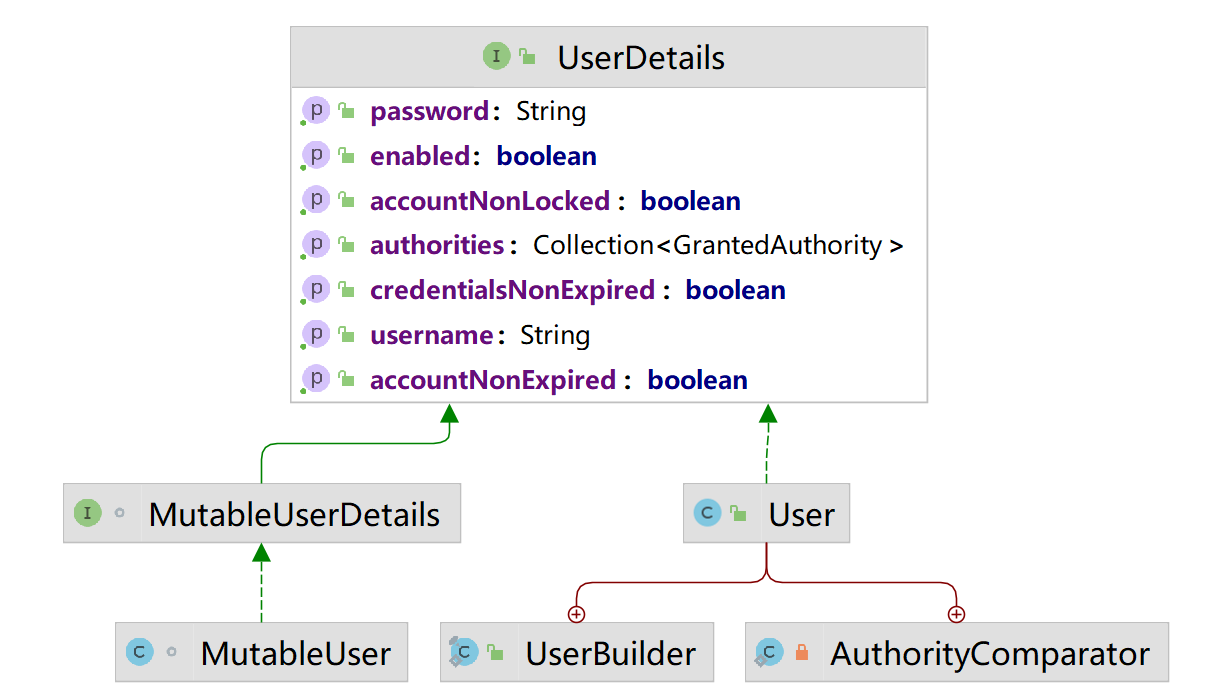 I UserDetails
p password: String
p enabled: boolean
p accountNonLocked: boolean
p authorities: Collection<GrantedAuthority>
p credentialsNonExpired: boolean
p username: String
p accountNonExpired: boolean
I MutableUserDetails
C User
C MutableUser
C UserBuilder
C AuthorityComparator